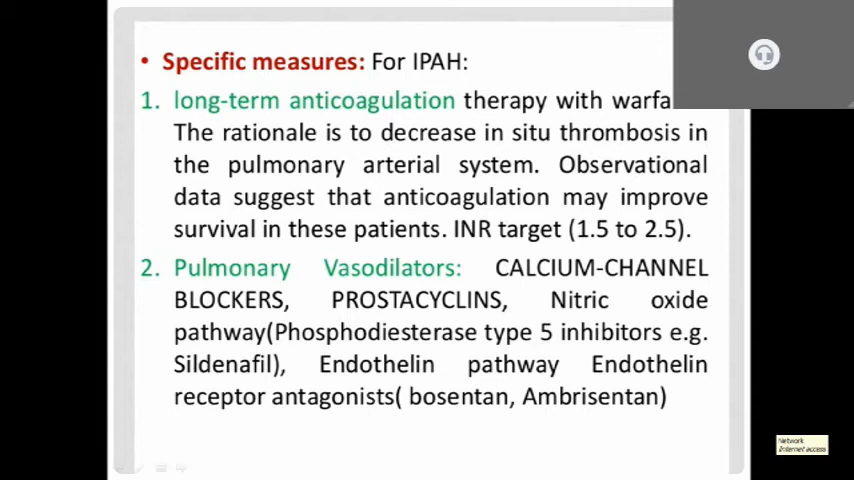 • Specific measures: For IPAH:
1. long-term anticoagulation therapy with warfa
The rationale is to decrease in situ thrombosis in
the pulmonary arterial system. Observational
data suggest that anticoagulation may improve
survival in these patients. INR target (1.5 to 2.5).
2. Pulmonary Vasodilators: CALCIUM-CHANNEL
BLOCKERS, PROSTACYCLINS, Nitric oxide
pathway(Phosphodiesterase type 5 inhibitors e.g.
Sildenafil), Endothelin pathway Endothelin
receptor antagonists( bosentan, Ambrisentan)
Network
Internet access